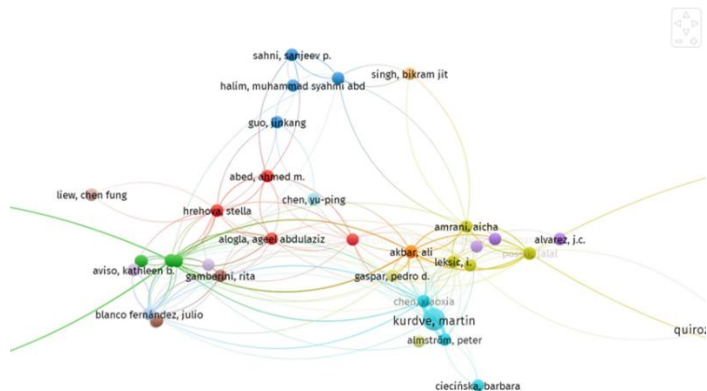 sahni, sanjeev p.
singh, bikram jit
halim, muhammad syahmi abd
guo, jinkang
abed, ahmed m.
liew, chen fung
chen, yu-ping
hrehova, stella
amrani, aicha
alogla, ageel abdulaziz
alvarez, j.c.
akbar, ali
jalal
leksic, i.
aviso, kathleen b.
gamberini, rita
gaspar, pedro d.
chen, xiaoxia
blanco fernández, julio
kurdve, martin
quiroz
almström, peter
ciecińska, barbara